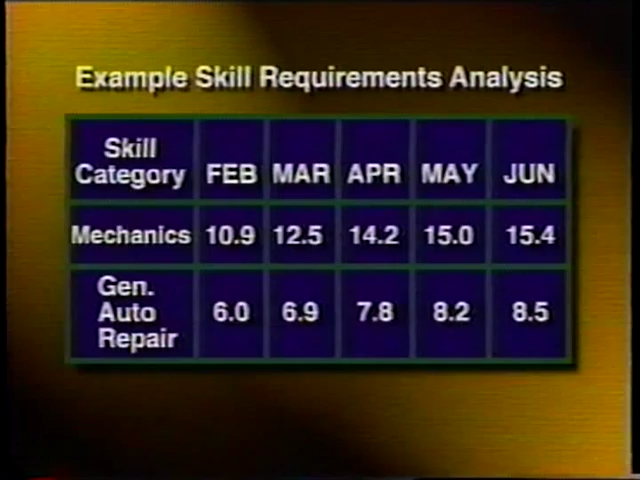 Example Skill Requirements Analysis
Skill Category FEB MAR APR MAY JUN
Mechanics 10.9 12.5 14.2 15.0 15.4
Gen. Auto Repair 6.0 6.9 7.8 8.2 8.5